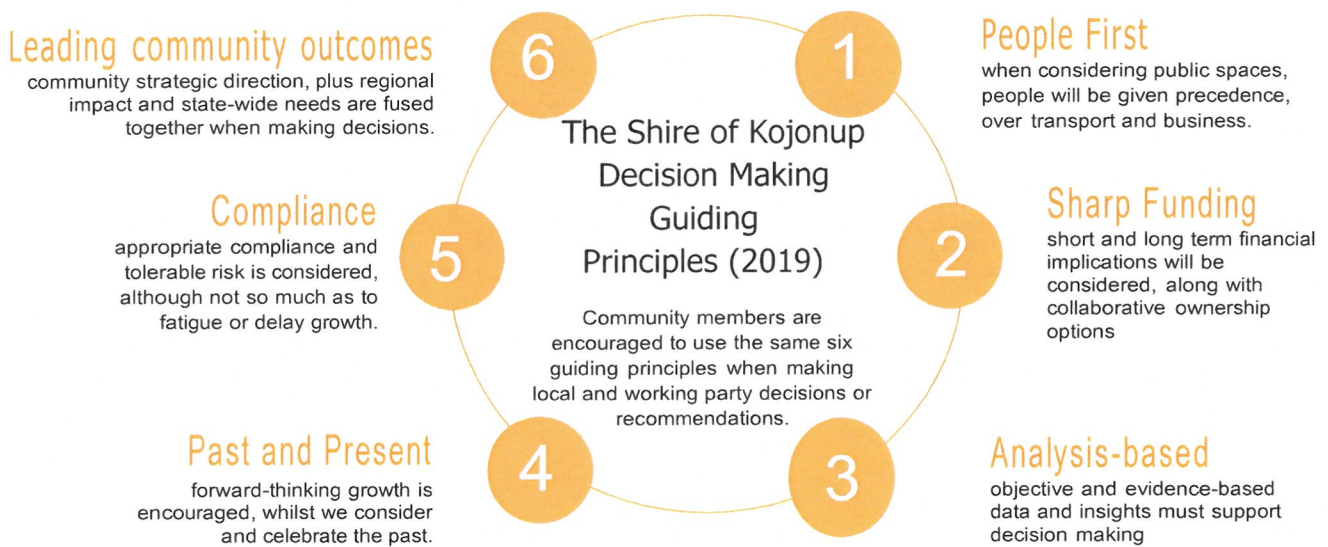 The Shire of Kojonup
Decision Making
Guiding
Principles (2019)
Community members are
encouraged to use the same six
guiding principles when making
local and working party decisions or
recommendations.
1
People First
when considering public spaces,
people will be given precedence,
over transport and business.
2
Sharp Funding
short and long term financial
implications will be
considered, along with
collaborative ownership
options
3
Analysis-based
objective and evidence-based
data and insights must support
decision making
4
Past and Present
forward-thinking growth is
encouraged, whilst we consider
and celebrate the past.
5
Compliance
appropriate compliance and
tolerable risk is considered,
although not so much as to
fatigue or delay growth.
6
Leading community outcomes
community strategic direction, plus regional
impact and state-wide needs are fused
together when making decisions.